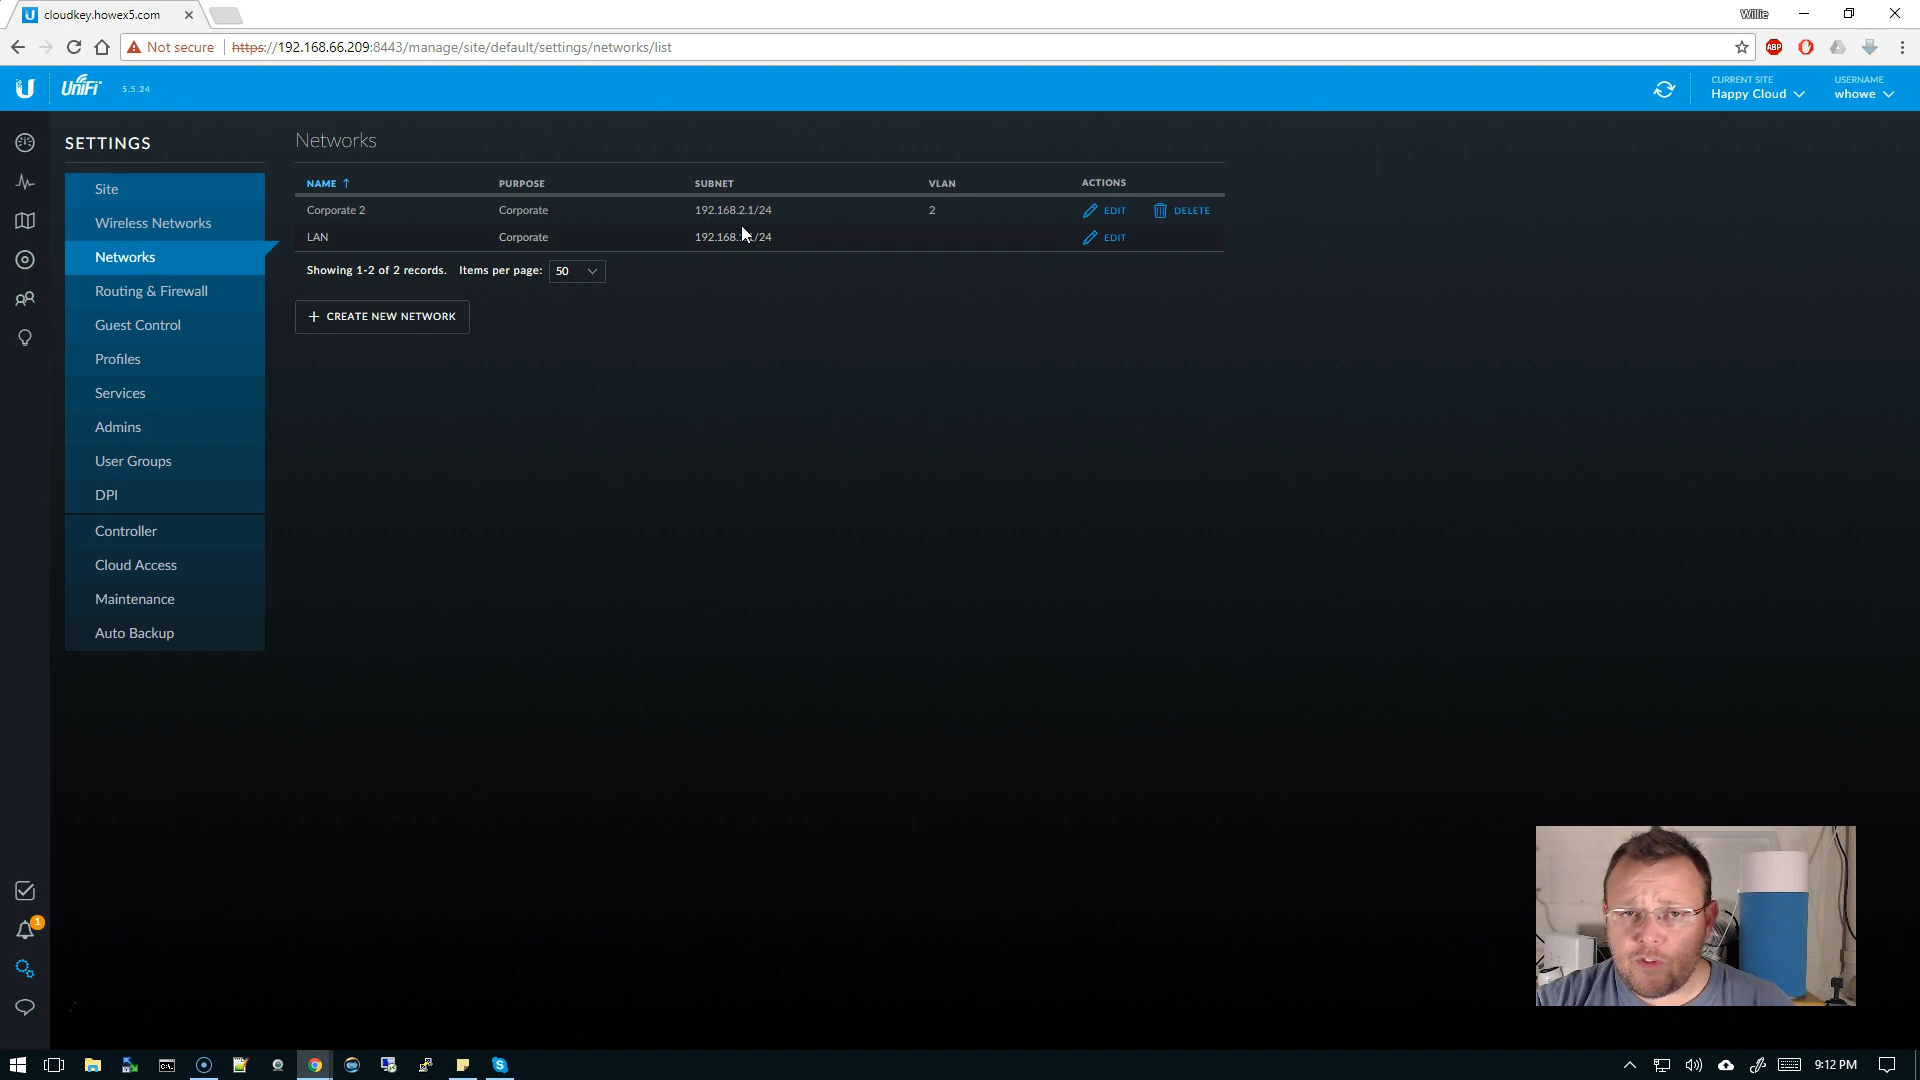 cloudkey.howex5.com
Willie
Not secure https://192.168.66.209:8443/manage/site/default/settings/networks/list
ABP
U UniFi 5.5.24
CURRENT SITE
Happy Cloud
USERNAME
whowe
SETTINGS
Site
Wireless Networks
Networks
Routing & Firewall
Guest Control
Profiles
Services
Admins
User Groups
DPI
Controller
Cloud Access
Maintenance
Auto Backup
Networks
NAME PURPOSE SUBNET VLAN ACTIONS
Corporate 2 Corporate 192.168.2.1/24 2 EDIT DELETE
LAN Corporate EDIT
Showing 1-2 of 2 records. Items per page: 50
+ CREATE NEW NETWORK
1
9:12 PM